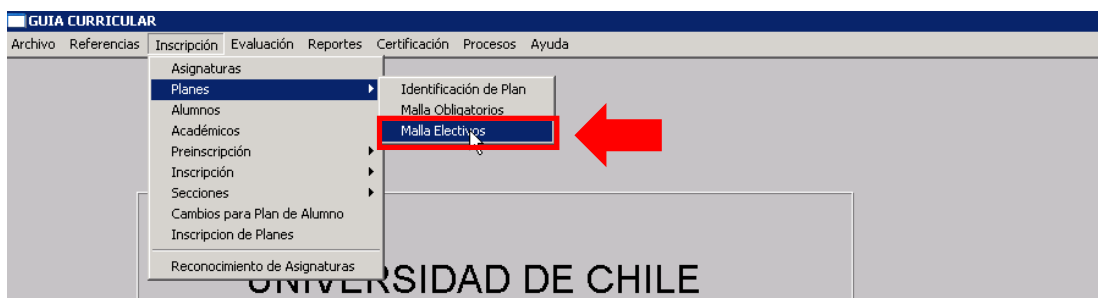 GUIA CURRICULAR
Archivo Referencias Inscripción Evaluación Reportes Certificación Procesos Ayuda
Asignaturas
Planes
Alumnos
Académicos
Preinscripción
Inscripción
Secciones
Cambios para Plan de Alumno
Inscripcion de Planes
Reconocimiento de Asignaturas
Identificación de Plan
Malla Obligatorios
Malla Electivos
UNIVERSIDAD DE CHILE